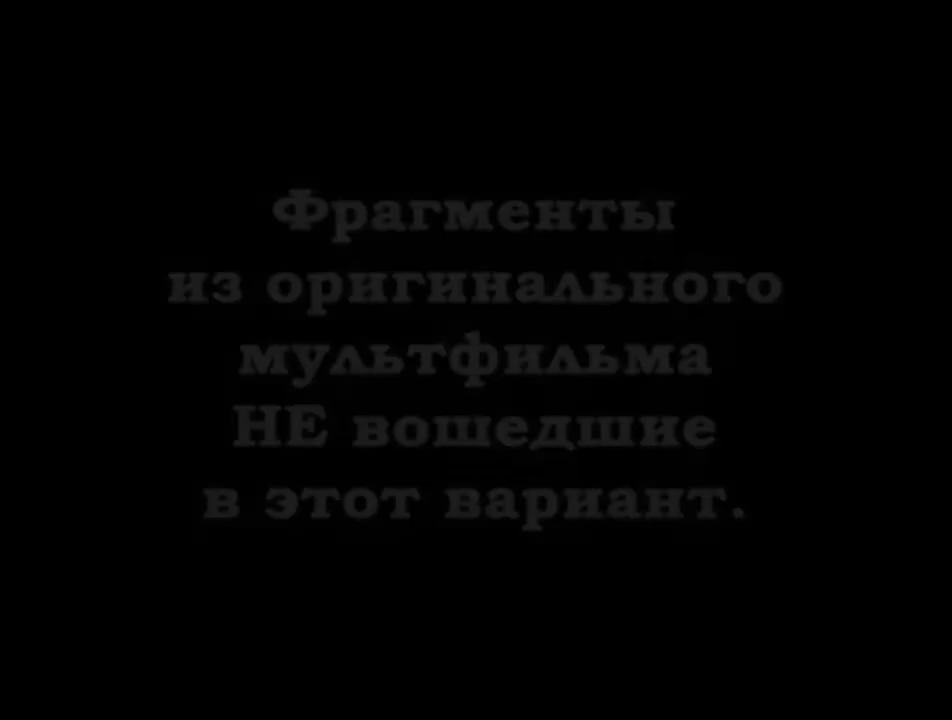 Фрагменты
из оригинального
мультфильма
НЕ вошедшие
в этот вариант.